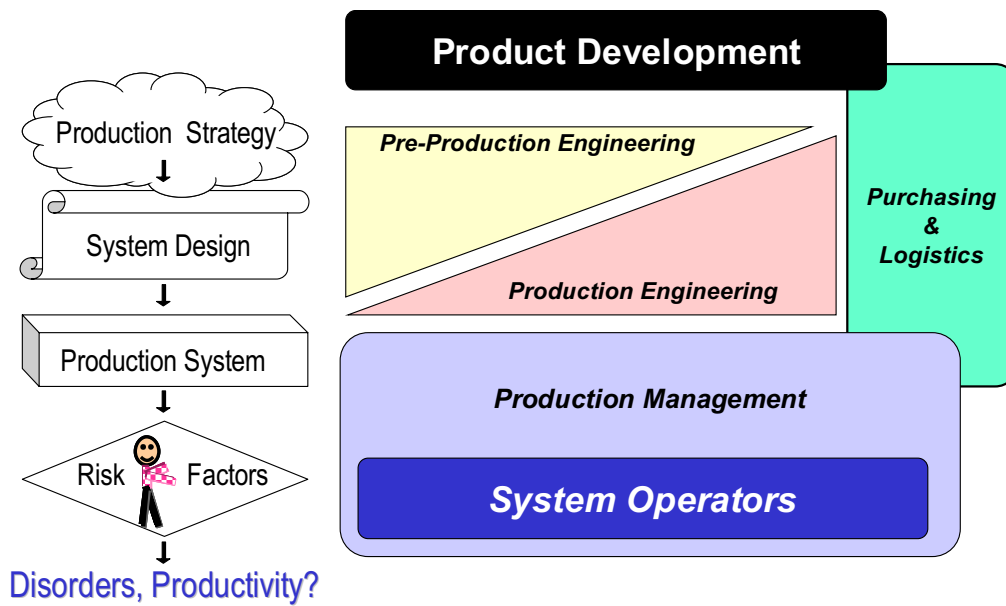 Production Strategy
System Design
Production System
Risk Factors
Disorders, Productivity?
Product Development
Pre-Production Engineering
Production Engineering
Purchasing
&
Logistics
Production Management
System Operators